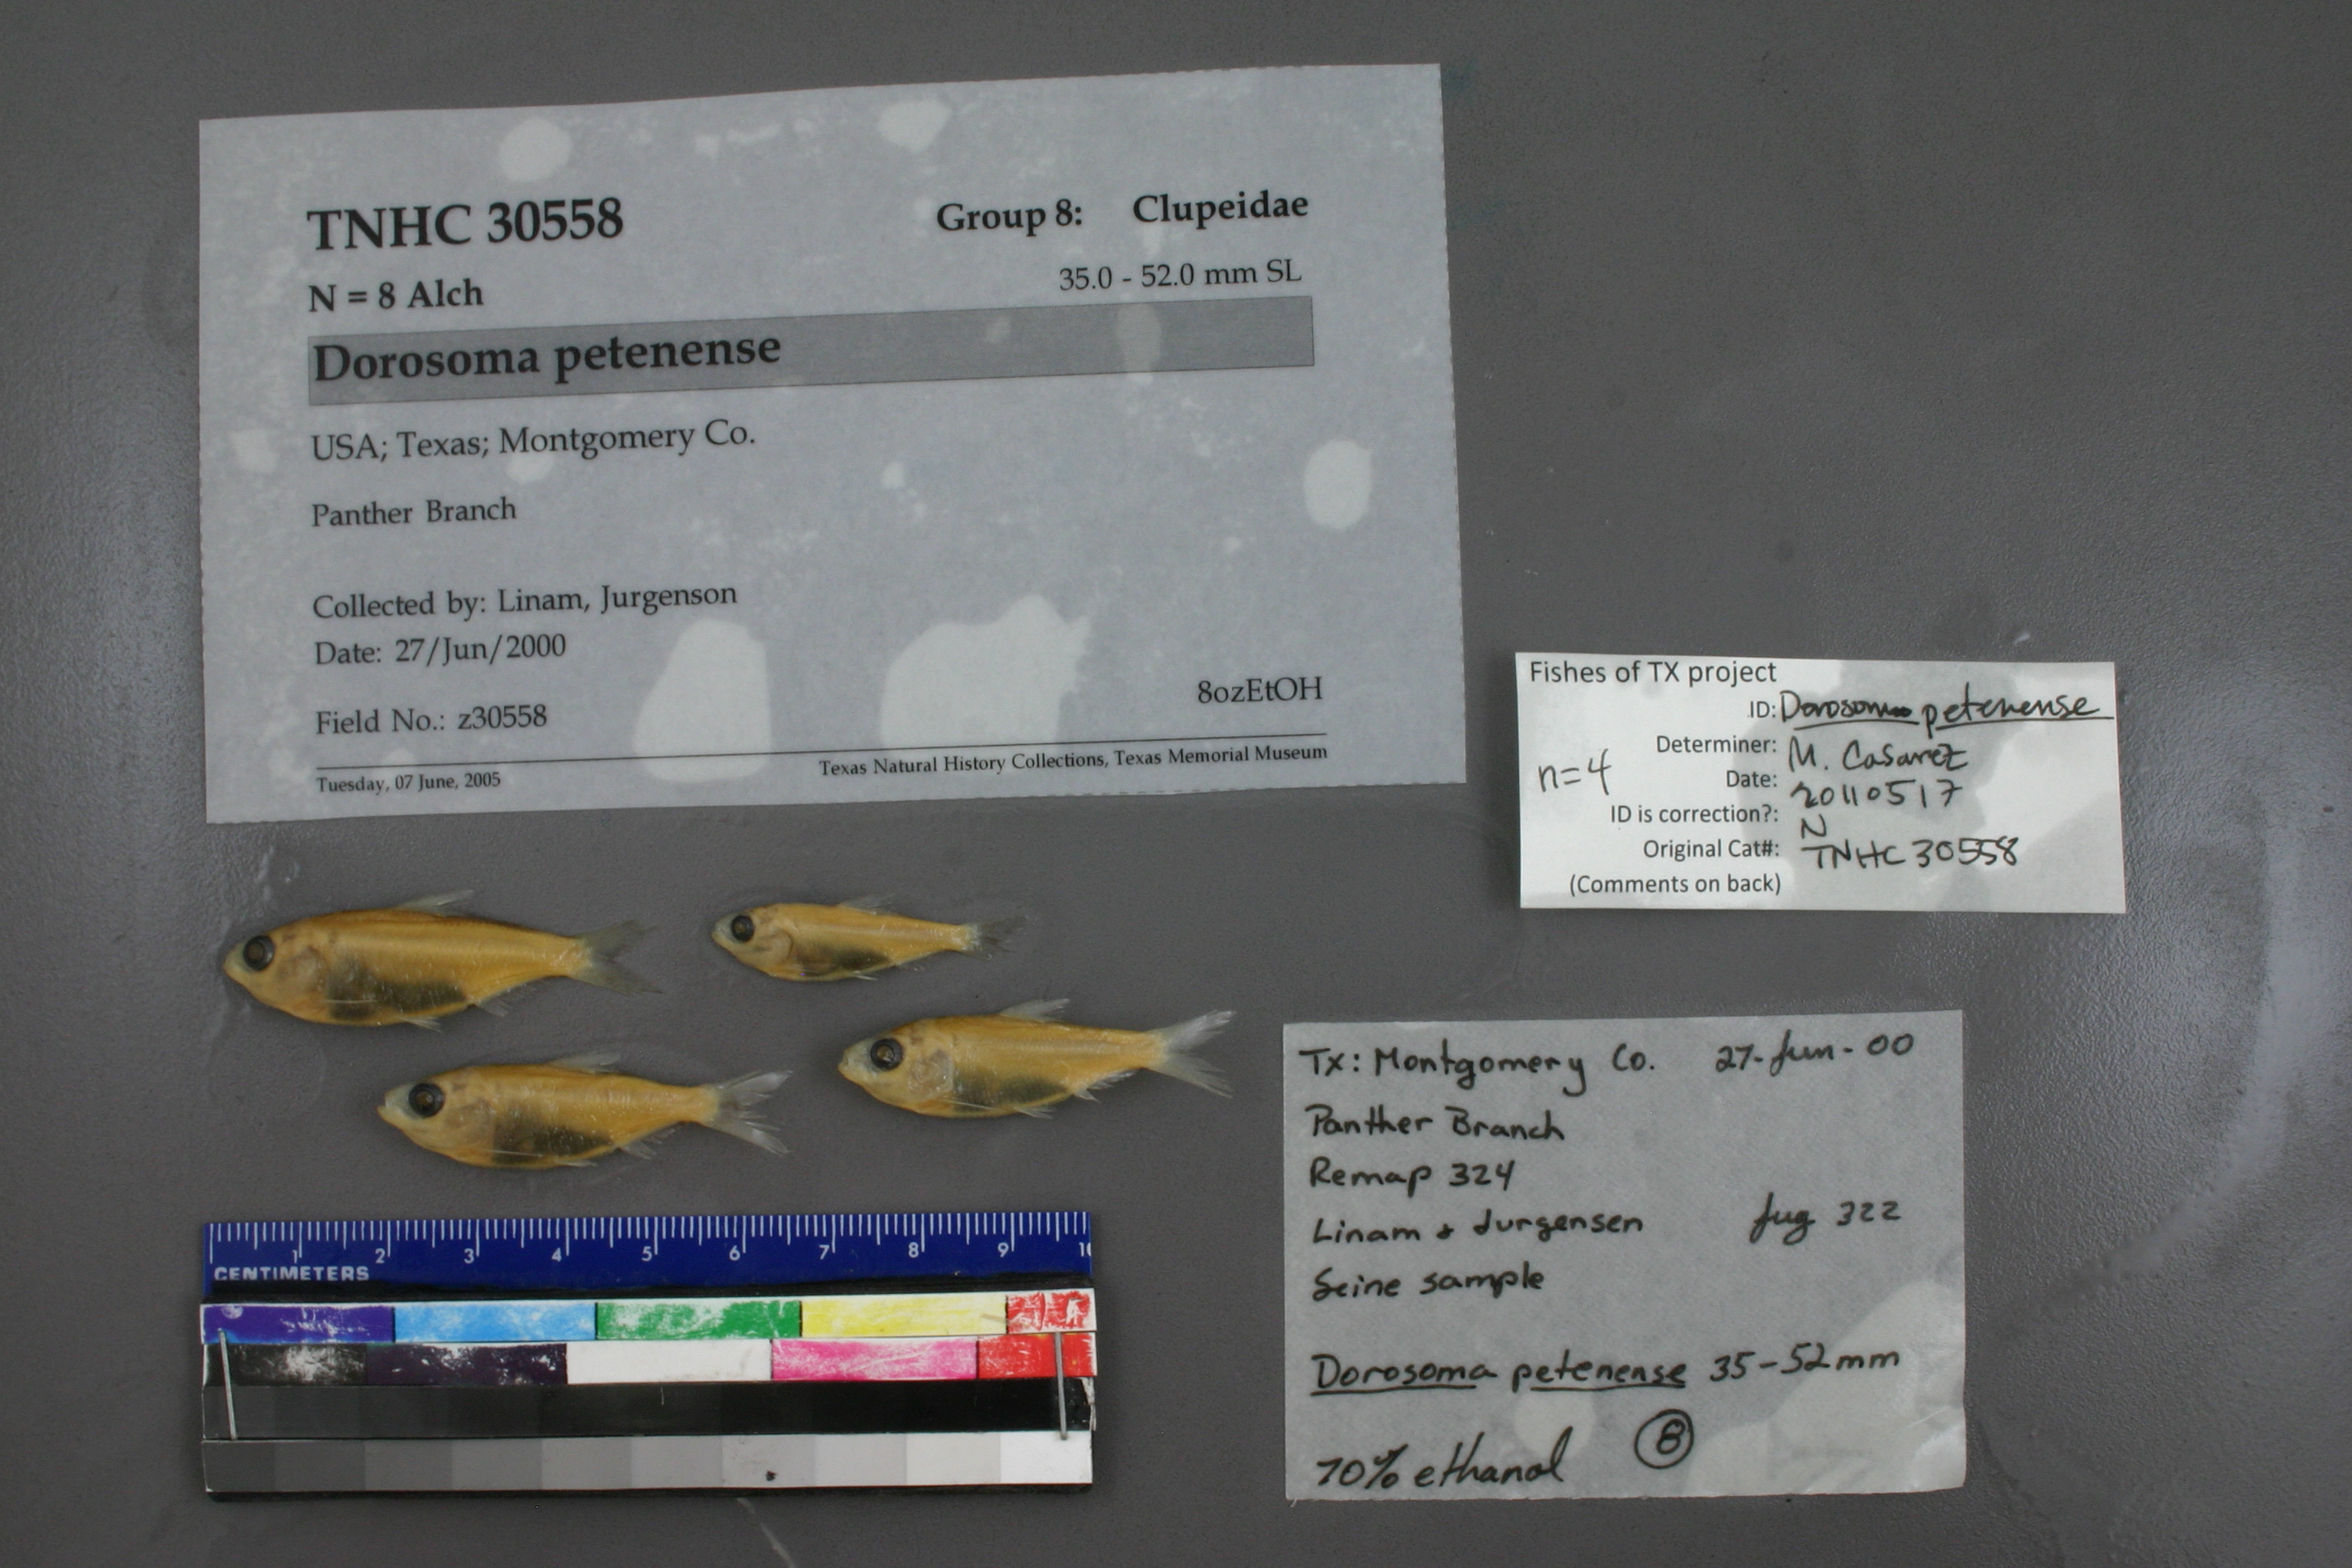 TNHC 30558
Group 8: Clupeidae
N = 8 Alch
35.0 - 52.0 mm SL
Dorosoma petenense
USA; Texas; Montgomery Co.
Panther Branch
Collected by: Linam, Jurgenson
Date: 27/Jun/2000
Field No.: z30558
8ozEtOH
Tuesday, 07 June, 2005
Texas Natural History Collections, Texas Memorial Museum
Fishes of TX project
ID: Dorosoma petenense
Determiner: M. Casarez
n=4
Date: 20110517
ID is correction?: N
Original Cat#: TNHC 30558
(Comments on back)
Tx: Montgomery Co. 27-Jun-00
Panther Branch
Remap 324
Linam + Jurgensen Jug 322
Seine sample
Dorosoma petenense 35-52mm
70% ethanol 8
1 2 3 4 5 6 7 8 9 10
CENTIMETERS